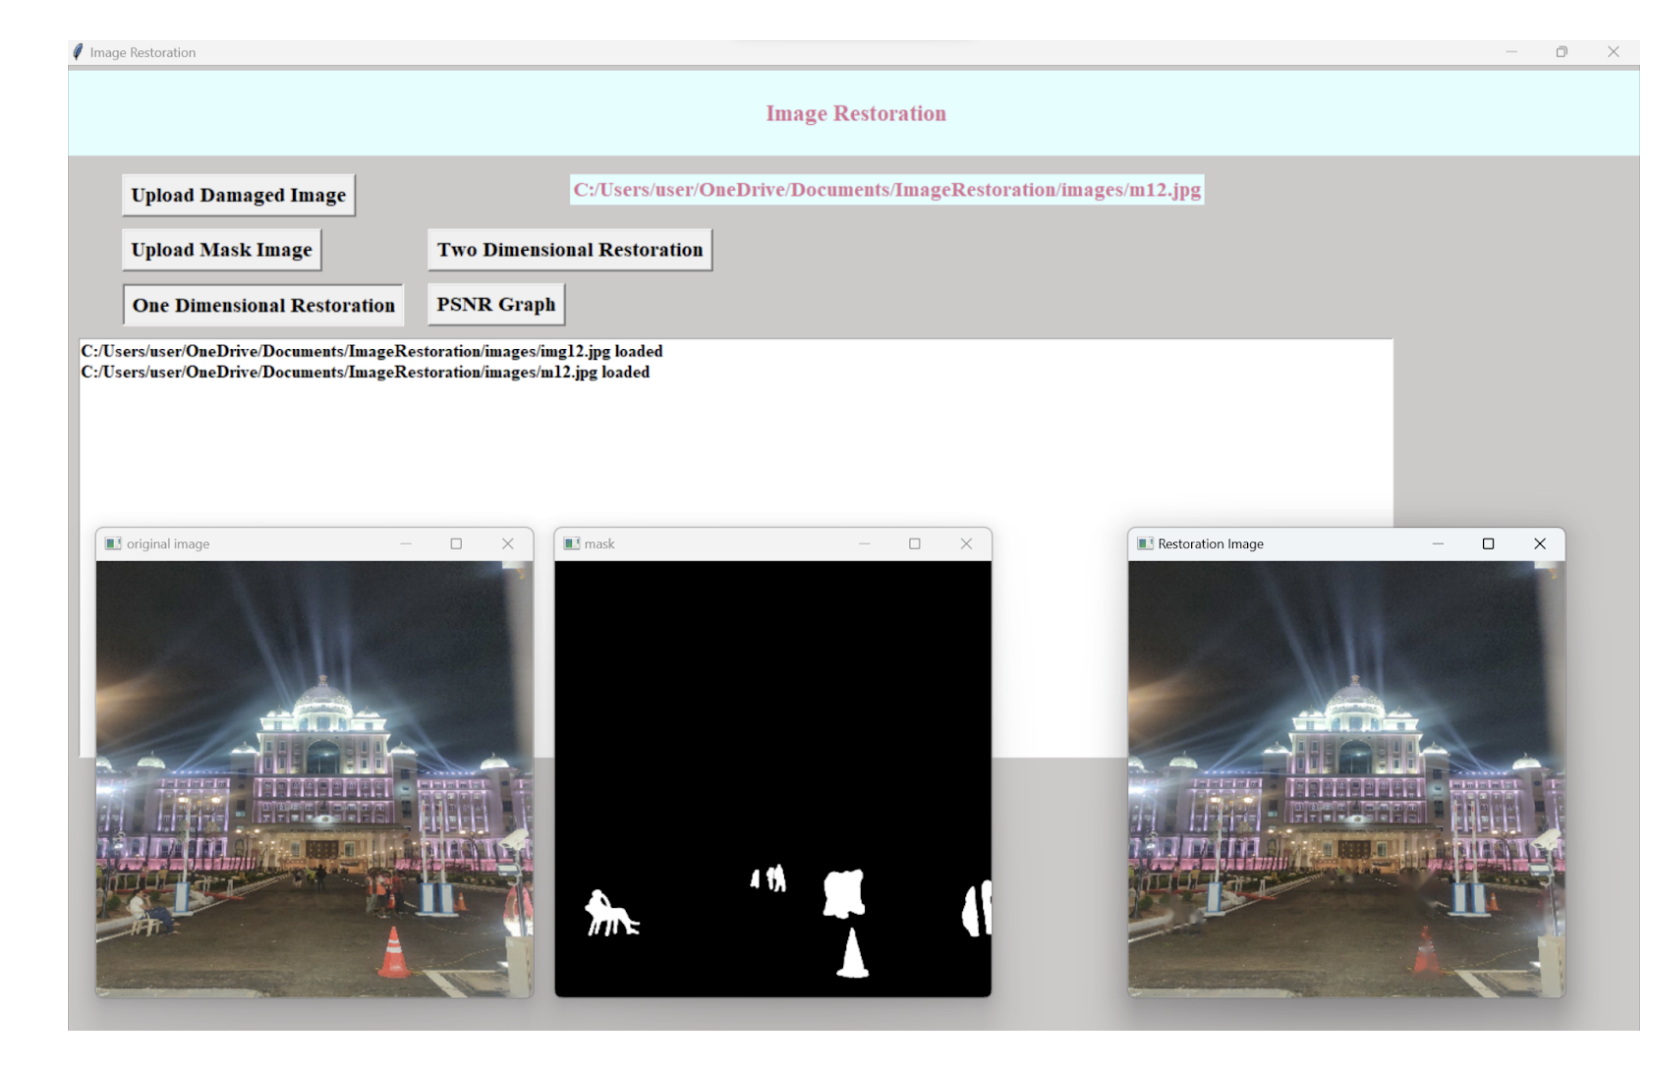 Image Restoration
Image Restoration
Upload Damaged Image
C:/Users/user/OneDrive/Documents/ImageRestoration/images/m12.jpg
Upload Mask Image
Two Dimensional Restoration
One Dimensional Restoration
PSNR Graph
C:/Users/user/OneDrive/Documents/ImageRestoration/images/img12.jpg loaded
C:/Users/user/OneDrive/Documents/ImageRestoration/images/m12.jpg loaded
original image
mask
Restoration Image